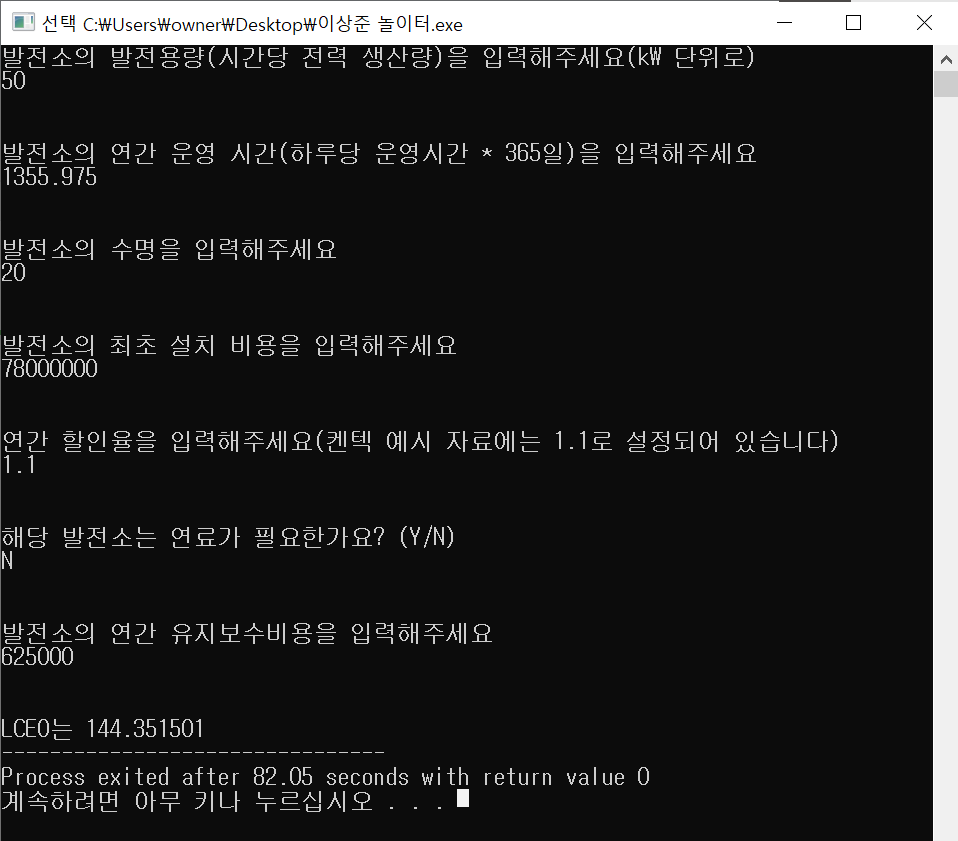 선택 C:₩Users₩owner₩Desktop₩이상준 놀이터.exe
발전소의 발전용량(시간당 전력 생산량)을 입력해주세요(kW 단위로)
50
발전소의 연간 운영 시간(하루당 운영시간 * 365일)을 입력해주세요
1355.975
발전소의 수명을 입력해주세요
20
발전소의 최초 설치 비용을 입력해주세요
78000000
연간 할인율을 입력해주세요(켄텍 예시 자료에는 1.1로 설정되어 있습니다)
1.1
해당 발전소는 연료가 필요한가요? (Y/N)
N
발전소의 연간 유지보수비용을 입력해주세요
625000
LCEO는 144.351501
--------------------------------
Process exited after 82.05 seconds with return value 0
계속하려면 아무 키나 누르십시오 . . .